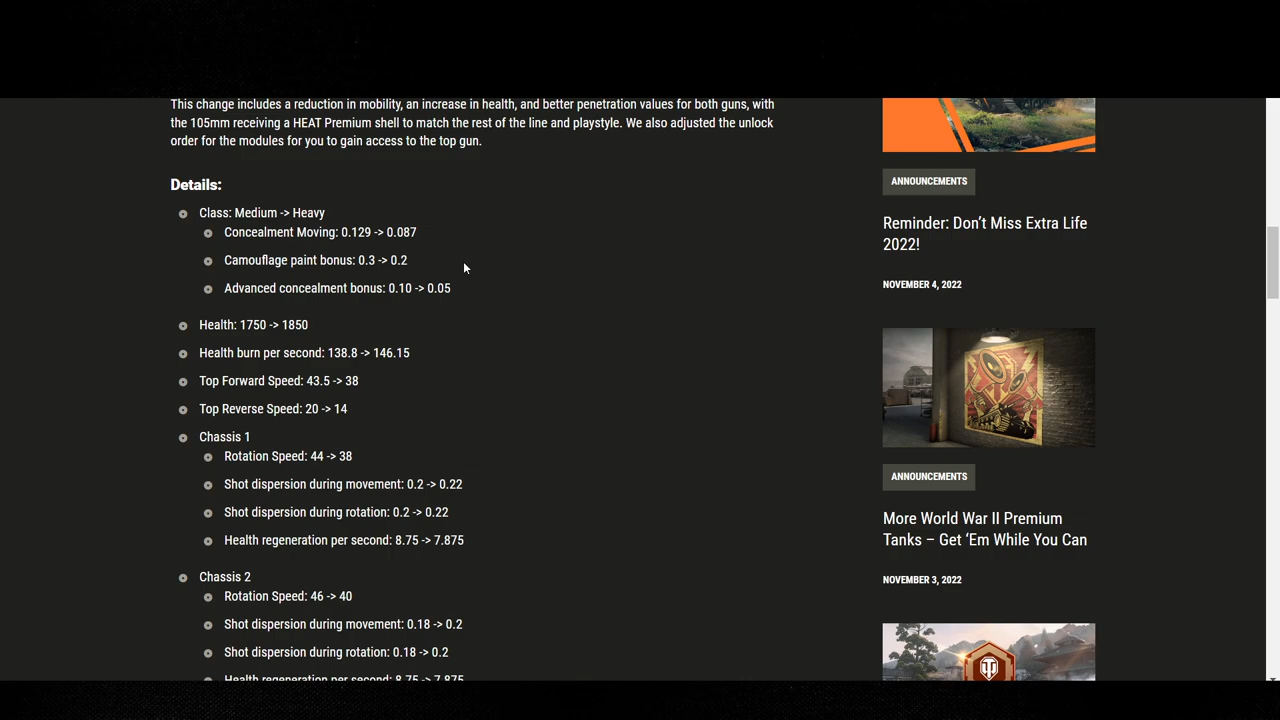 This change includes a reduction in mobility, an increase in health, and better penetration values for both guns, with
the 105mm receiving a HEAT Premium shell to match the rest of the line and playstyle. We also adjusted the unlock
order for the modules for you to gain access to the top gun.
Details:
Class: Medium -> Heavy
Concealment Moving: 0.129 -> 0.087
Camouflage paint bonus: 0.3 -> 0.2
Advanced concealment bonus: 0.10 -> 0.05
Health: 1750 -> 1850
Health burn per second: 138.8 -> 146.15
Top Forward Speed: 43.5 -> 38
Top Reverse Speed: 20 -> 14
Chassis 1
Rotation Speed: 44 -> 38
Shot dispersion during movement: 0.2 -> 0.22
Shot dispersion during rotation: 0.2 -> 0.22
Health regeneration per second: 8.75 -> 7.875
Chassis 2
Rotation Speed: 46 -> 40
Shot dispersion during movement: 0.18 -> 0.2
Shot dispersion during rotation: 0.18 -> 0.2
Health regeneration per second: 8.75 -> 7.875
ANNOUNCEMENTS
Reminder: Don’t Miss Extra Life
2022!
NOVEMBER 4, 2022
ANNOUNCEMENTS
More World War II Premium
Tanks – Get ‘Em While You Can
NOVEMBER 3, 2022